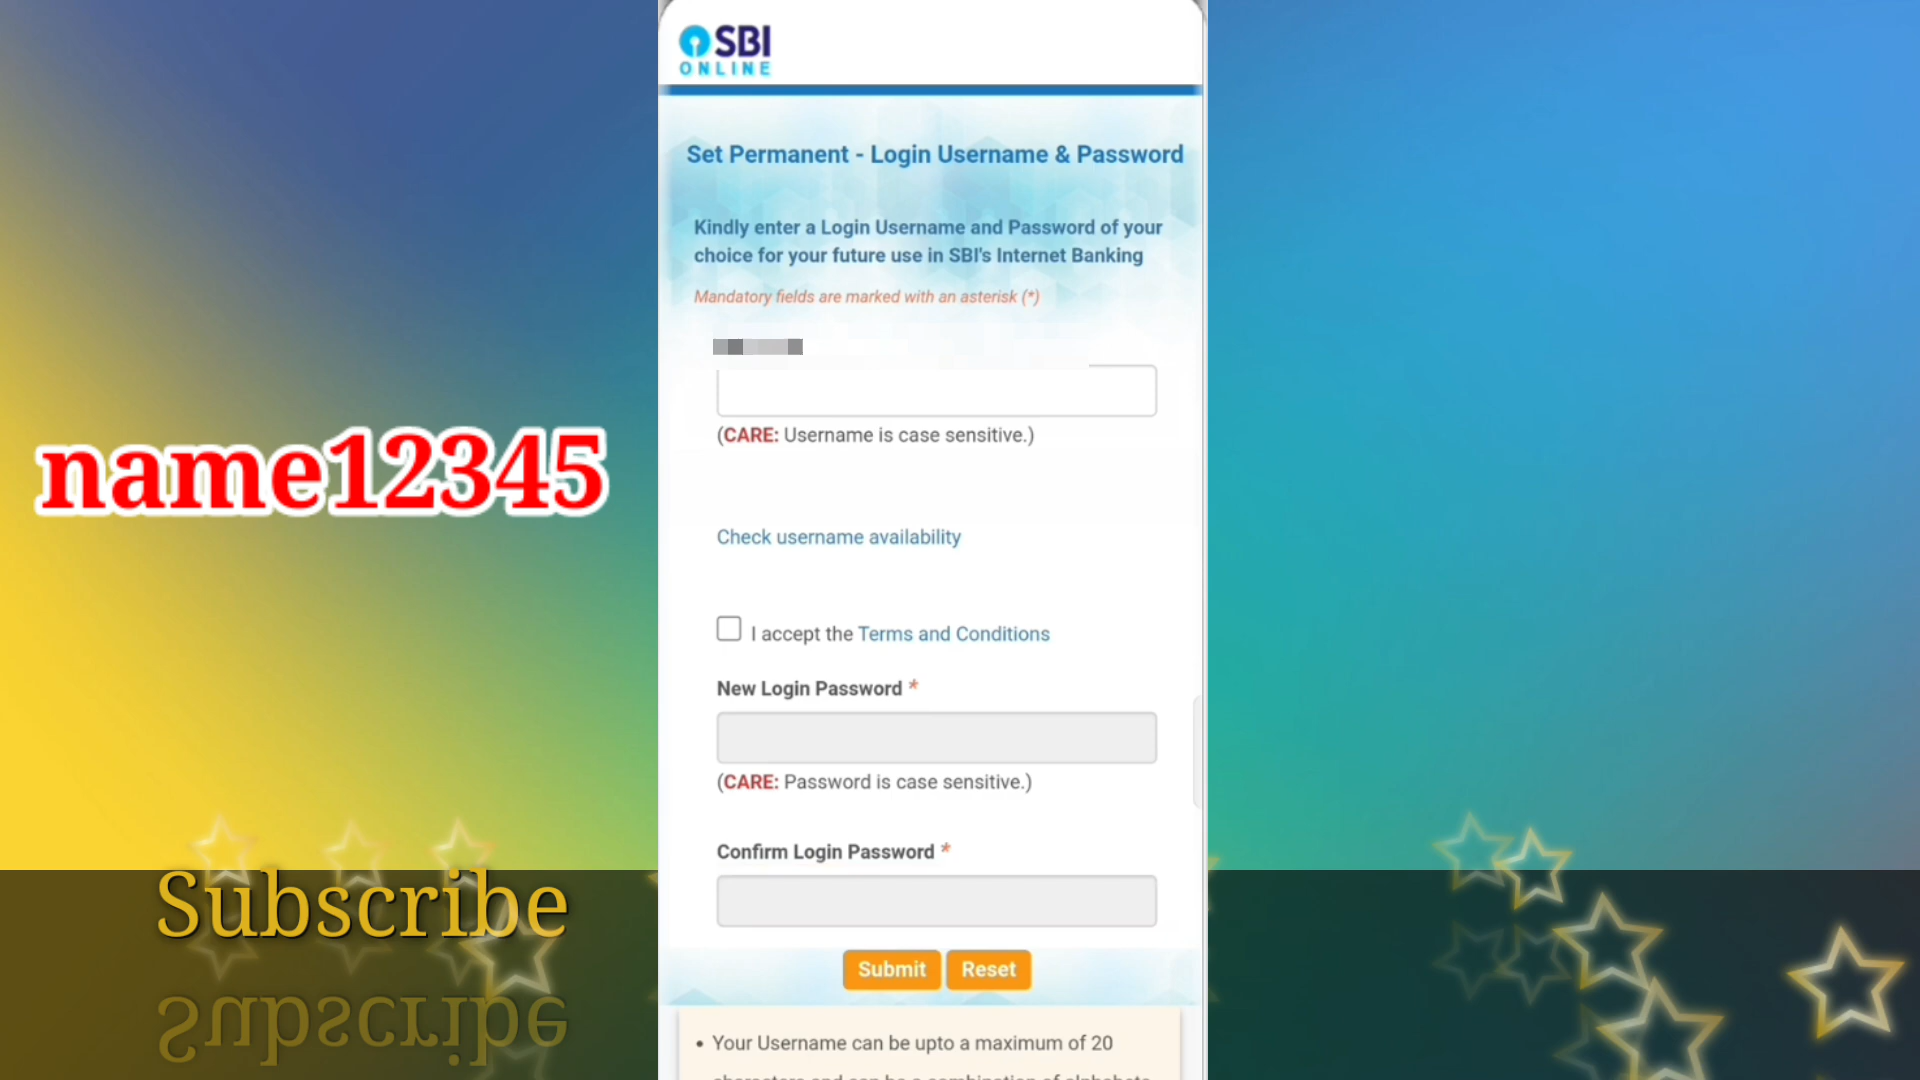 SBI
ONLINE
Set Permanent - Login Username & Password
Kindly enter a Login Username and Password of your
choice for your future use in SBI's Internet Banking
Mandatory fields are marked with an asterisk (*)
(CARE: Username is case sensitive.)
name12345
Check username availability
I accept the Terms and Conditions
New Login Password *
(CARE: Password is case sensitive.)
Confirm Login Password *
Subscribe
Submit Reset
• Your Username can be upto a maximum of 20